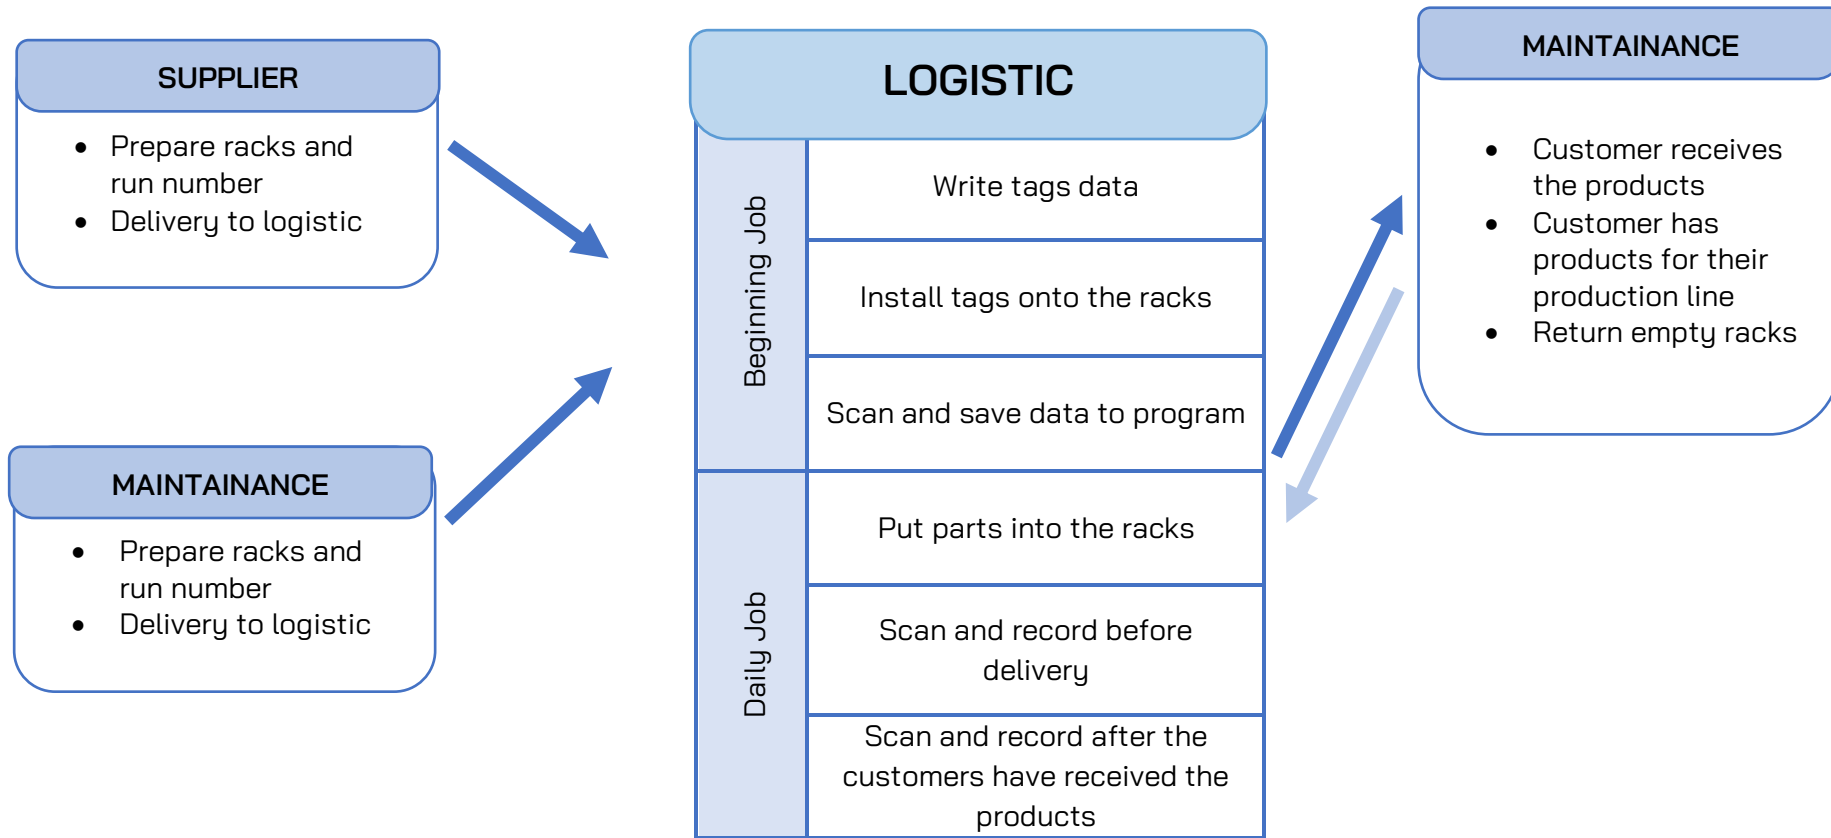 SUPPLIER
• Prepare racks and
run number
• Delivery to logistic
MAINTAINANCE
• Prepare racks and
run number
• Delivery to logistic
LOGISTIC
Beginning Job
Write tags data
Install tags onto the racks
Scan and save data to program
Daily Job
Put parts into the racks
Scan and record before
delivery
Scan and record after the
customers have received the
products
MAINTAINANCE
• Customer receives
the products
• Customer has
products for their
production line
• Return empty racks